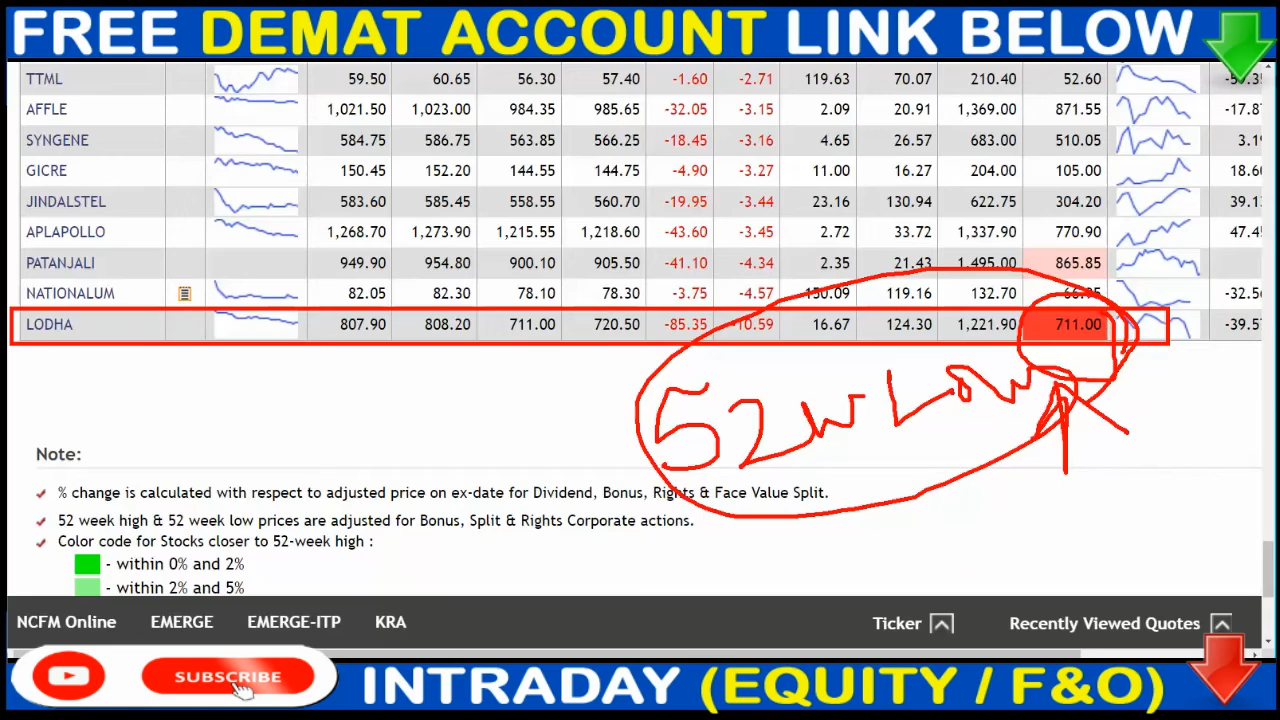 FREE DEMAT ACCOUNT LINK BELOW
TTML 59.50 60.65 56.30 57.40 -1.60 -2.71 119.63 70.07 210.40 52.60
AFFLE 1,021.50 1,023.00 984.35 985.65 -32.05 -3.15 2.09 20.91 1,369.00 871.55 -17.8
SYNGENE 584.75 586.75 563.85 566.25 -18.45 -3.16 4.65 26.57 683.00 510.05 3.19
GICRE 150.45 152.20 144.55 144.75 -4.90 -3.27 11.00 16.27 204.00 105.00 18.6
JINDALSTEL 583.60 585.45 558.55 560.70 -19.95 -3.44 23.16 130.94 622.75 304.20 39.1
APLAPOLLO 1,268.70 1,273.90 1,215.55 1,218.60 -43.60 -3.45 2.72 33.72 1,337.90 770.90 47.4
PATANJALI 949.90 954.80 900.10 905.50 -41.10 -4.34 2.35 21.43 1,495.00 865.85
NATIONALUM 82.05 82.30 78.10 78.30 -3.75 -4.57 150.09 119.16 132.70 -32.5
LODHA 807.90 808.20 711.00 720.50 -85.35 -10.59 16.67 124.30 1,221.90 711.00 -39.5
52 W LOW
Note:
% change is calculated with respect to adjusted price on ex-date for Dividend, Bonus, Rights & Face Value Split.
52 week high & 52 week low prices are adjusted for Bonus, Split & Rights Corporate actions.
Color code for Stocks closer to 52-week high :
- within 0% and 2%
- within 2% and 5%
NCFM Online EMERGE EMERGE-ITP KRA Ticker Recently Viewed Quotes
SUBSCRIBE
INTRADAY (EQUITY / F&O)